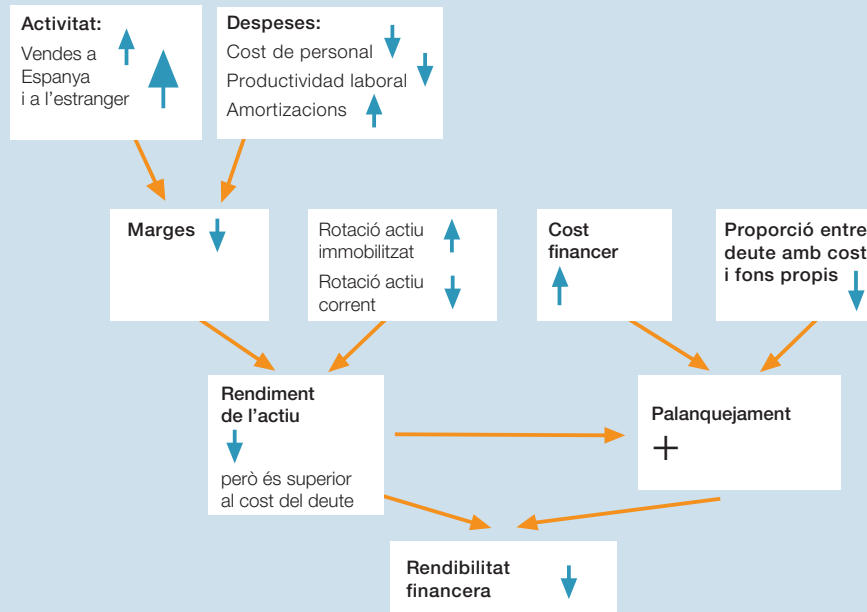 Activitat:
Vendes a
Espanya
i a l’estranger
Despeses:
Cost de personal
Productividad laboral
Amortizacions
Marges
Rotació actiu
immobilitzat
Rotació actiu
corrent
Cost
financer
Proporció entre
deute amb cost
i fons propis
Rendiment
de l’actiu
però és superior
al cost del deute
Palanquejament
+
Rendibilitat
financera